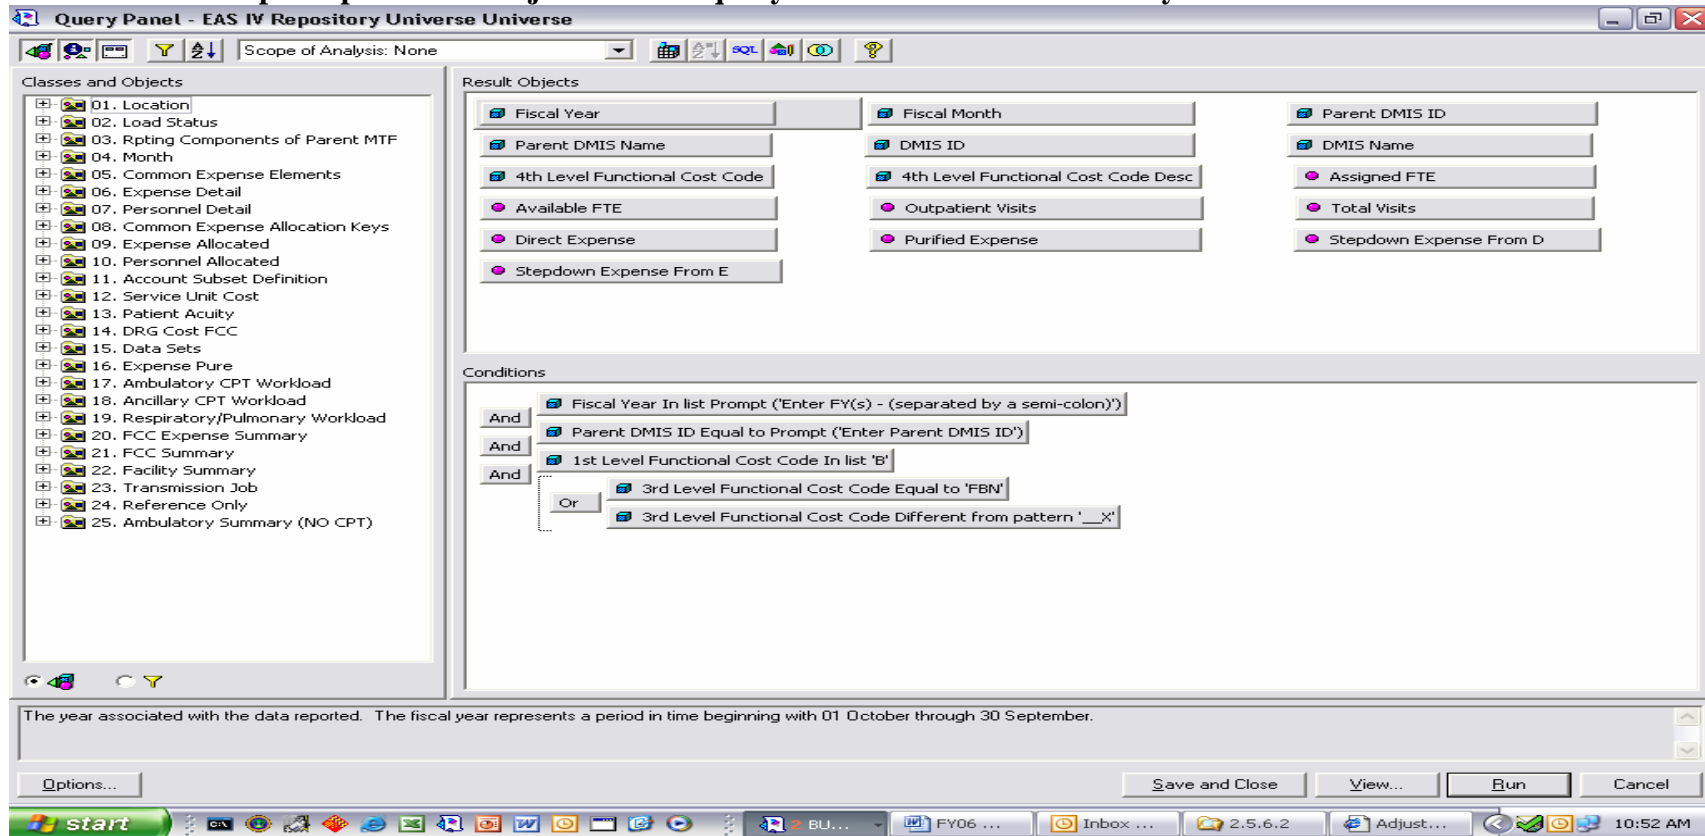 Query Panel - EAS IV Repository Universe Universe
Scope of Analysis: None
SQL
Classes and Objects
01. Location
02. Load Status
03. Rpting Components of Parent MTF
04. Month
05. Common Expense Elements
06. Expense Detail
07. Personnel Detail
08. Common Expense Allocation Keys
09. Expense Allocated
10. Personnel Allocated
11. Account Subset Definition
12. Service Unit Cost
13. Patient Acuity
14. DRG Cost FCC
15. Data Sets
16. Expense Pure
17. Ambulatory CPT Workload
18. Ancillary CPT Workload
19. Respiratory/Pulmonary Workload
20. FCC Expense Summary
21. FCC Summary
22. Facility Summary
23. Transmission Job
24. Reference Only
25. Ambulatory Summary (NO CPT)
Result Objects
Fiscal Year Fiscal Month Parent DMIS ID
Parent DMIS Name DMIS ID DMIS Name
4th Level Functional Cost Code 4th Level Functional Cost Code Desc Assigned FTE
Available FTE Outpatient Visits Total Visits
Direct Expense Purified Expense Stepdown Expense From D
Stepdown Expense From E
Conditions
Fiscal Year In list Prompt ('Enter FY(s) - (separated by a semi-colon)')
And
Parent DMIS ID Equal to Prompt ('Enter Parent DMIS ID')
And
1st Level Functional Cost Code In list 'B'
And
3rd Level Functional Cost Code Equal to 'FBN'
Or
3rd Level Functional Cost Code Different from pattern '__X'
The year associated with the data reported. The fiscal year represents a period in time beginning with 01 October through 30 September.
Options... Save and Close View... Run Cancel
start 2 BU... FY06 ... Inbox ... 2.5.6.2 Adjust... 10:52 AM